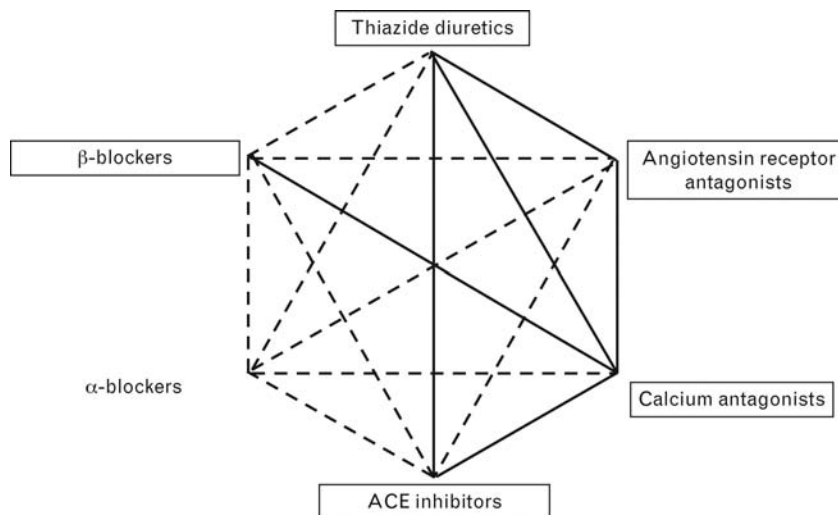 Thiazide diuretics
β-blockers
Angiotensin receptor
antagonists
α-blockers
Calcium antagonists
ACE inhibitors